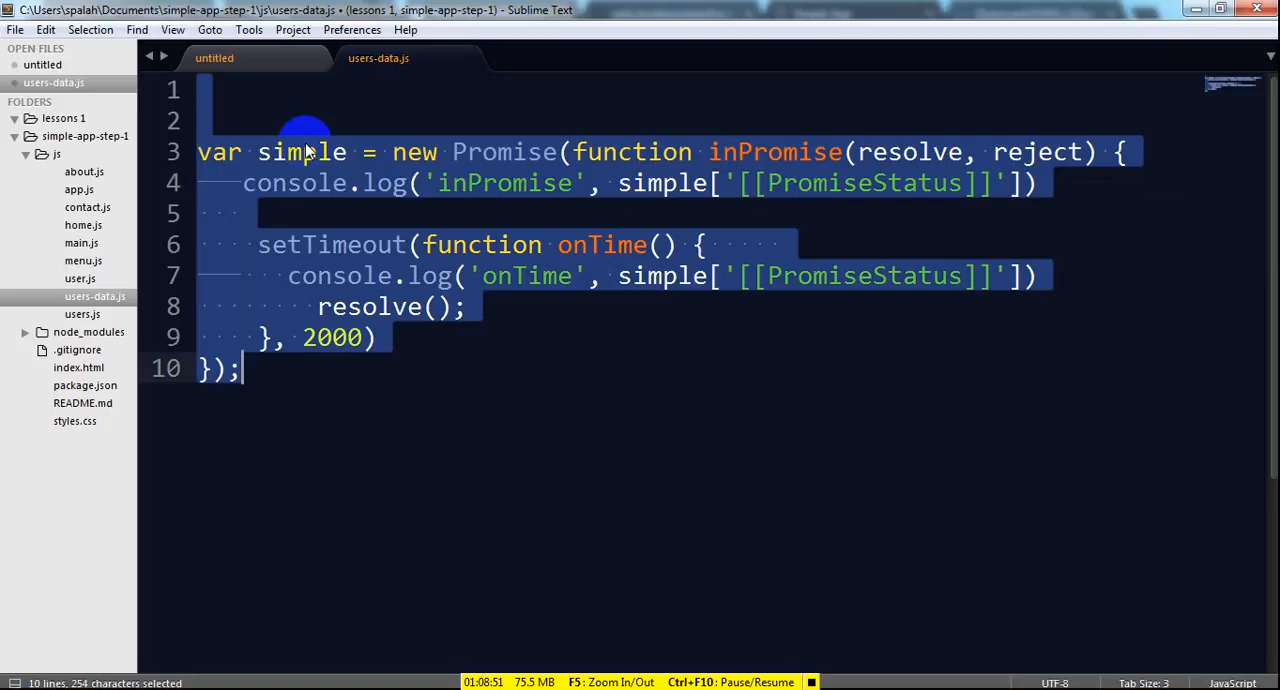 C:\Users\spalah\Documents\simple-app-step-1\js\users-data.js • (lessons 1, simple-app-step-1) - Sublime Text
File Edit Selection Find View Goto Tools Project Preferences Help
OPEN FILES
untitled
users-data.js
FOLDERS
lessons 1
simple-app-step-1
js
about.js
app.js
contact.js
home.js
main.js
menu.js
user.js
users-data.js
users.js
node_modules
.gitignore
index.html
package.json
README.md
styles.css
untitled users-data.js
1
2
3 var simple = new Promise(function inPromise(resolve, reject) {
4 console.log('inPromise', simple['[[PromiseStatus]]'])
5
6 setTimeout(function onTime() {
7 console.log('onTime', simple['[[PromiseStatus]]'])
8 resolve();
9 }, 2000)
10 });
10 lines, 254 characters selected
01:08:51 75.5 MB F5: Zoom In/Out Ctrl+F10: Pause/Resume
UTF-8 Tab Size: 3 JavaScript